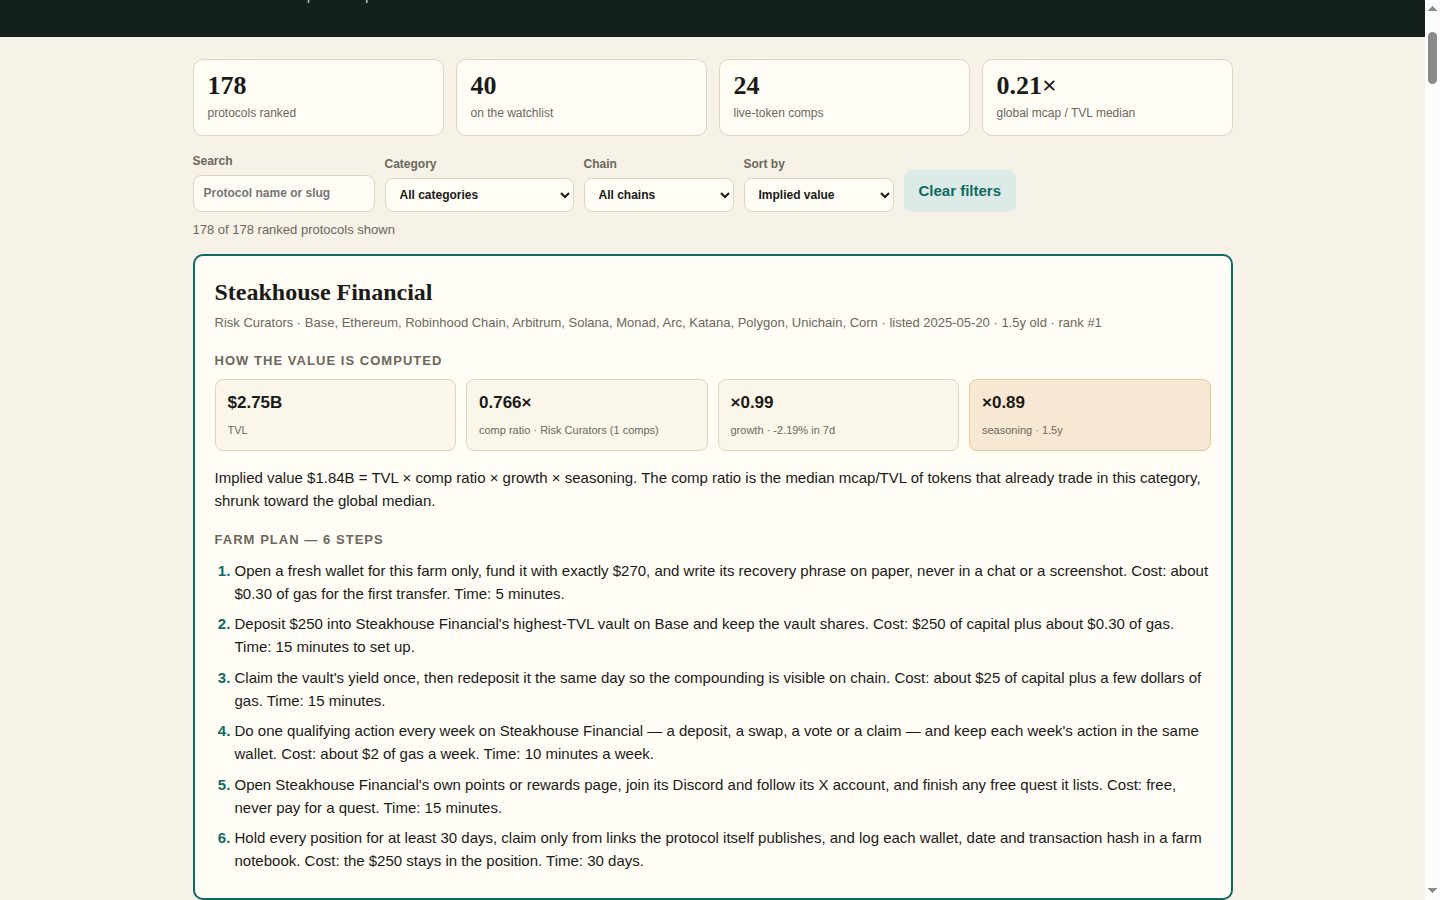 178
protocols ranked
40
on the watchlist
24
live-token comps
0.21×
global mcap / TVL median
Search
Category
Chain
Sort by
Protocol name or slug
All categories
All chains
Implied value
Clear filters
178 of 178 ranked protocols shown
Steakhouse Financial
Risk Curators · Base, Ethereum, Robinhood Chain, Arbitrum, Solana, Monad, Arc, Katana, Polygon, Unichain, Corn · listed 2025-05-20 · 1.5y old · rank #1
HOW THE VALUE IS COMPUTED
$2.75B
TVL
0.766×
comp ratio · Risk Curators (1 comps)
×0.99
growth · -2.19% in 7d
×0.89
seasoning · 1.5y
Implied value $1.84B = TVL × comp ratio × growth × seasoning. The comp ratio is the median mcap/TVL of tokens that already trade in this category,
shrunk toward the global median.
FARM PLAN — 6 STEPS
1. Open a fresh wallet for this farm only, fund it with exactly $270, and write its recovery phrase on paper, never in a chat or a screenshot. Cost: about
$0.30 of gas for the first transfer. Time: 5 minutes.
2. Deposit $250 into Steakhouse Financial's highest-TVL vault on Base and keep the vault shares. Cost: $250 of capital plus about $0.30 of gas.
Time: 15 minutes to set up.
3. Claim the vault's yield once, then redeposit it the same day so the compounding is visible on chain. Cost: about $25 of capital plus a few dollars of
gas. Time: 15 minutes.
4. Do one qualifying action every week on Steakhouse Financial — a deposit, a swap, a vote or a claim — and keep each week's action in the same
wallet. Cost: about $2 of gas a week. Time: 10 minutes a week.
5. Open Steakhouse Financial's own points or rewards page, join its Discord and follow its X account, and finish any free quest it lists. Cost: free,
never pay for a quest. Time: 15 minutes.
6. Hold every position for at least 30 days, claim only from links the protocol itself publishes, and log each wallet, date and transaction hash in a farm
notebook. Cost: the $250 stays in the position. Time: 30 days.